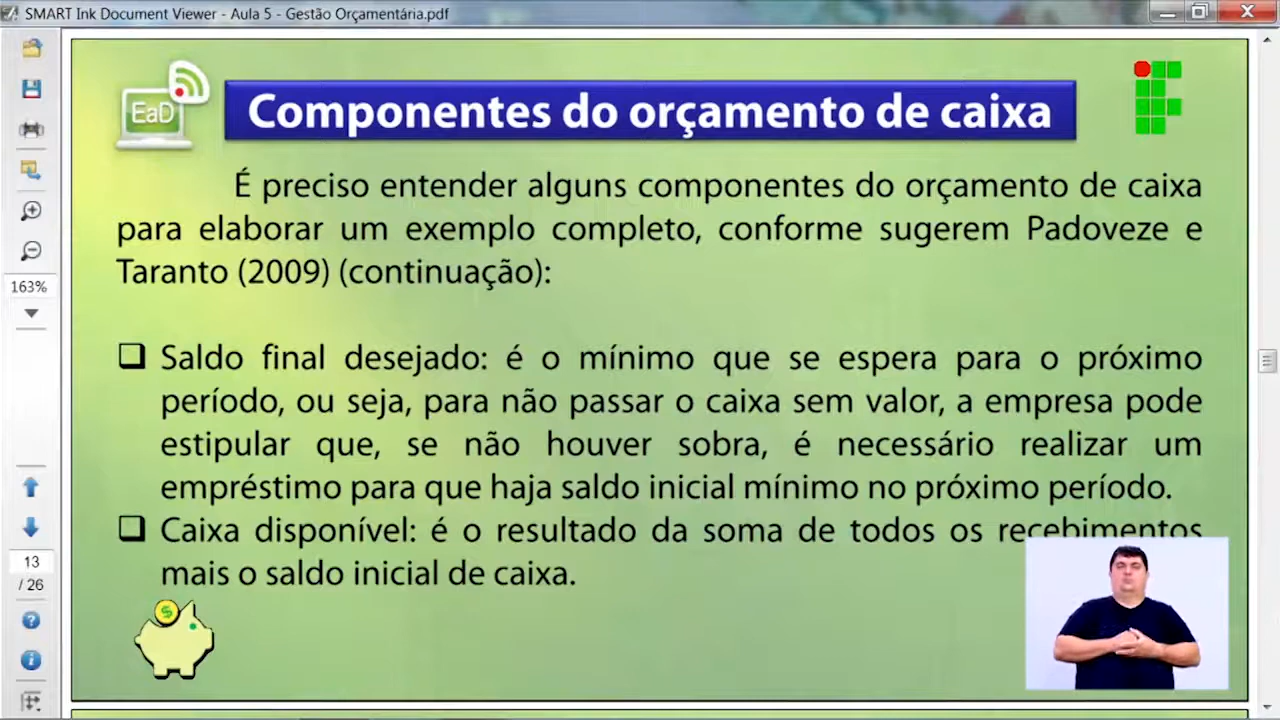 SMART Ink Document Viewer - Aula 5 - Gestão Orçamentária.pdf
EaD
Componentes do orçamento de caixa
É preciso entender alguns componentes do orçamento de caixa
para elaborar um exemplo completo, conforme sugerem Padoveze e
Taranto (2009) (continuação):
163%
Saldo final desejado: é o mínimo que se espera para o próximo
período, ou seja, para não passar o caixa sem valor, a empresa pode
estipular que, se não houver sobra, é necessário realizar um
empréstimo para que haja saldo inicial mínimo no próximo período.
Caixa disponível: é o resultado da soma de todos os recebimentos
mais o saldo inicial de caixa.
13
/ 26
$